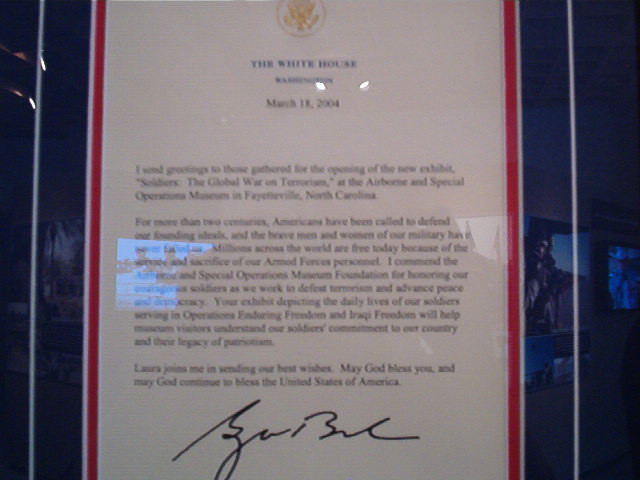 THE WHITE HOUSE
WASHINGTON
March 18, 2004
I send greetings to those gathered for the opening of the new exhibit,
"Soldiers: The Global War on Terrorism," at the Airborne and Special
Operations Museum in Fayetteville, North Carolina.
For more than two centuries, Americans have been called to defend
our founding ideals, and the brave men and women of our military have
never failed us. Millions across the world are free today because of the
service and sacrifice of our Armed Forces personnel. I commend the
Airborne and Special Operations Museum Foundation for honoring our
courageous soldiers as we work to defeat terrorism and advance peace
and democracy. Your exhibit depicting the daily lives of our soldiers
serving in Operations Enduring Freedom and Iraqi Freedom will help
museum visitors understand our soldiers' commitment to our country
and their legacy of patriotism.
Laura joins me in sending our best wishes. May God bless you, and
may God continue to bless the United States of America.